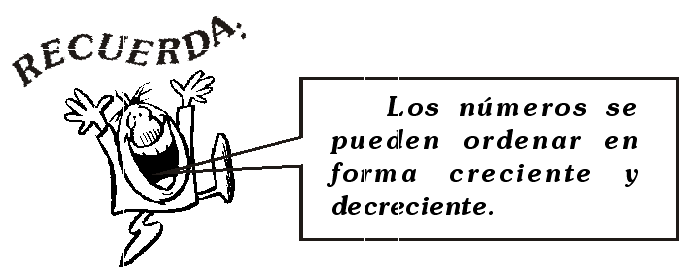 RECUERDA:
Los números se
pueden ordenar en
forma creciente y
decreciente.